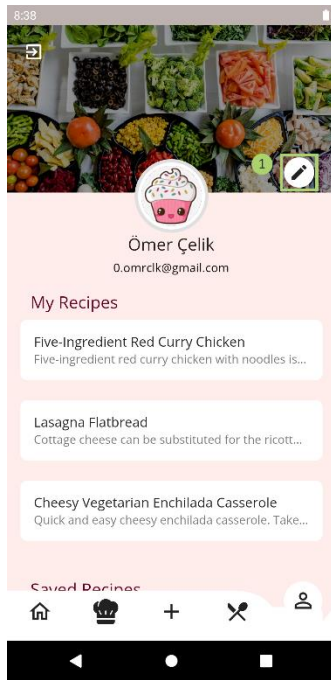 8:38
1
Ömer Çelik
0.omrclk@gmail.com
My Recipes
Five-Ingredient Red Curry Chicken
Five-ingredient red curry chicken with noodles is...
Lasagna Flatbread
Cottage cheese can be substituted for the ricott...
Cheesy Vegetarian Enchilada Casserole
Quick and easy cheesy enchilada casserole. Take...
Saved Recipes